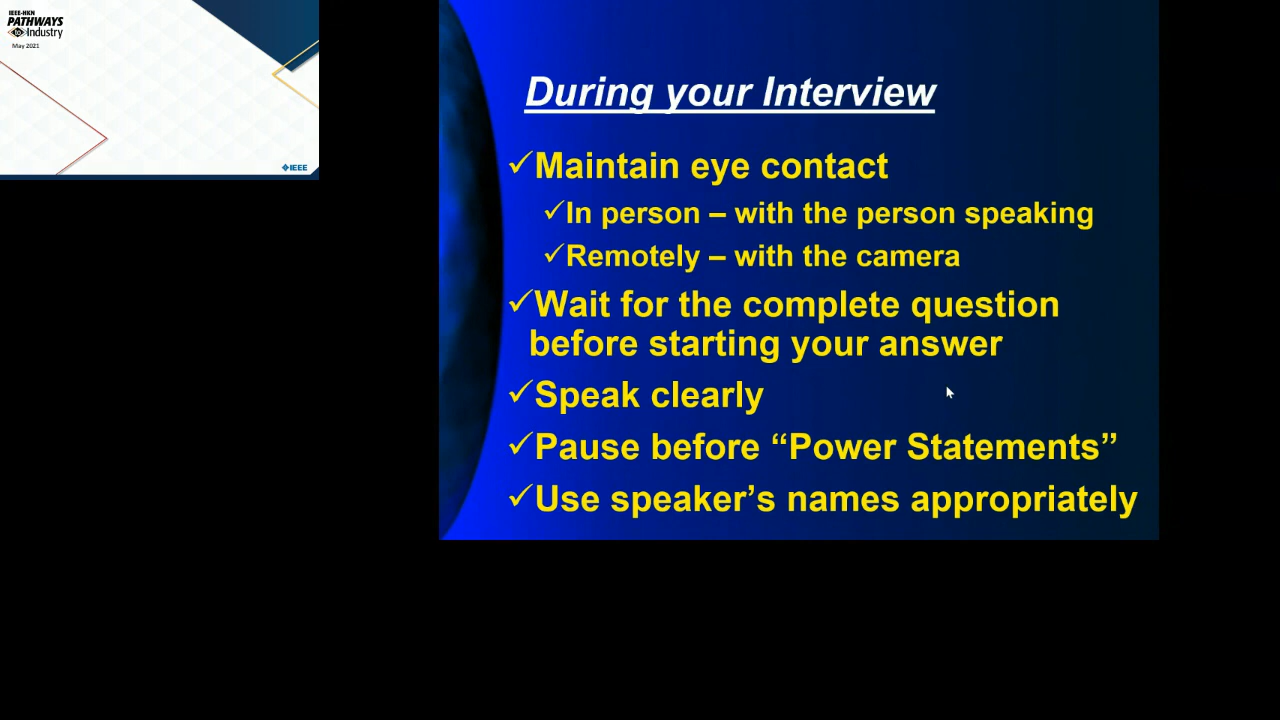 IEEE-HKN
PATHWAYS
to Industry
May 2021
IEEE
During your Interview
✓Maintain eye contact
✓In person – with the person speaking
✓Remotely – with the camera
✓Wait for the complete question
before starting your answer
✓Speak clearly
✓Pause before “Power Statements”
✓Use speaker’s names appropriately